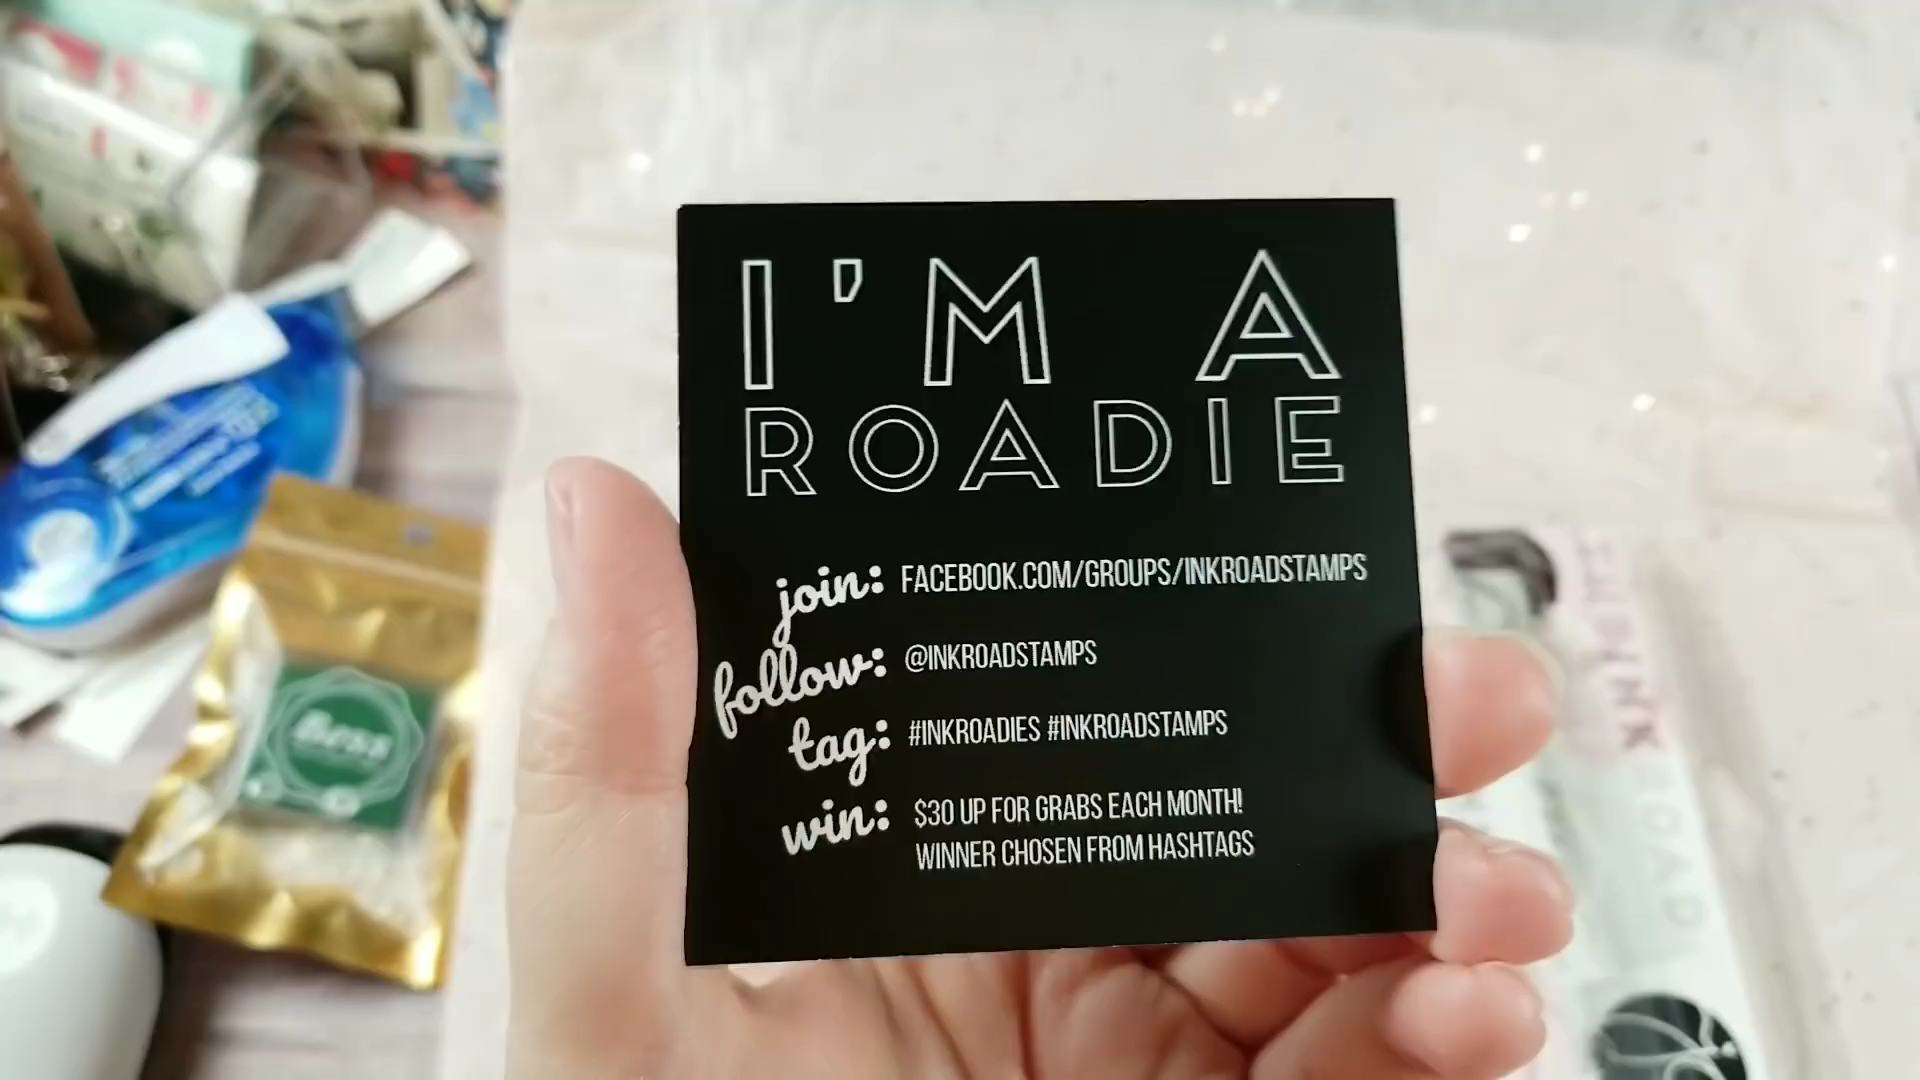 I'M A
ROADIE
join: FACEBOOK.COM/GROUPS/INKROADSTAMPS
follow: @INKROADSTAMPS
tag: #INKROADIES #INKROADSTAMPS
win: $30 UP FOR GRABS EACH MONTH!
WINNER CHOSEN FROM HASHTAGS
Bess